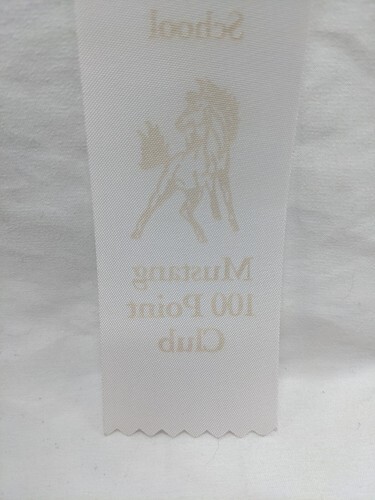 School
Mustang
100 Point
Club